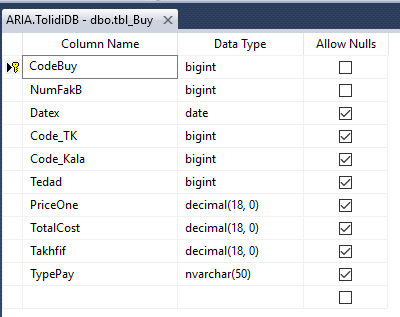 ARIA.TolidiDB - dbo.tbl_Buy
Column Name Data Type Allow Nulls
CodeBuy bigint
NumFakB bigint
Datex date
Code_TK bigint
Code_Kala bigint
Tedad bigint
PriceOne decimal(18, 0)
TotalCost decimal(18, 0)
Takhfif decimal(18, 0)
TypePay nvarchar(50)